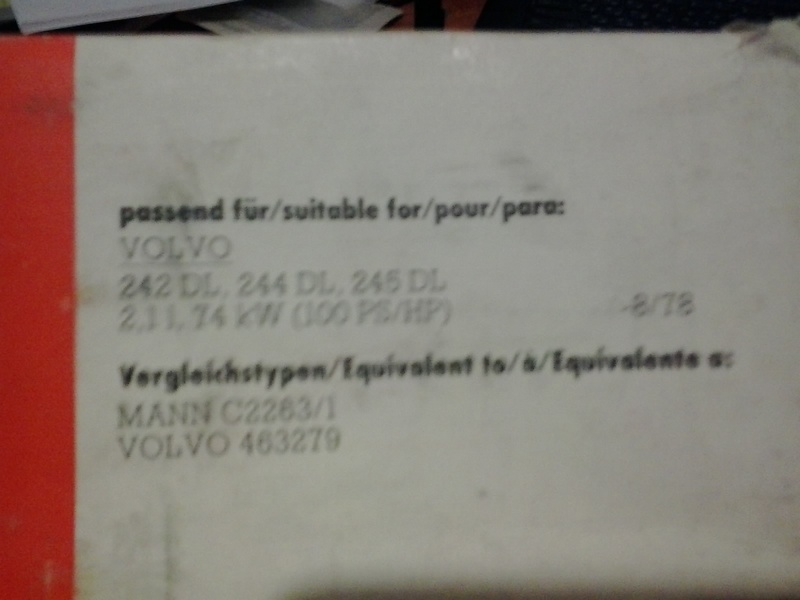 passend für/suitable for/pour/para:
VOLVO
242 DL, 244 DL, 245 DL
2,1 l, 74 kW (100 PS/HP) -8/78
Vergleichstypen/Equivalent to/à/Equivalente a:
MANN C2263/1
VOLVO 463279